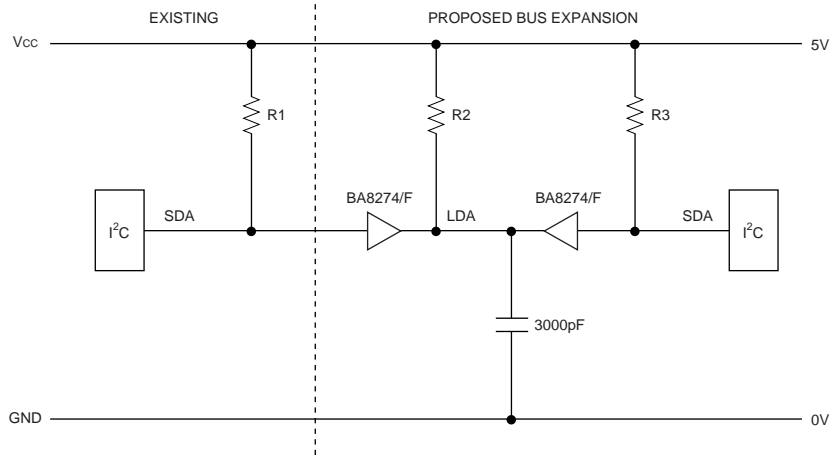 EXISTING
PROPOSED BUS EXPANSION
VCC
5V
R1
R2
R3
BA8274/F
BA8274/F
I²C
SDA
LDA
SDA
I²C
3000pF
GND
0V